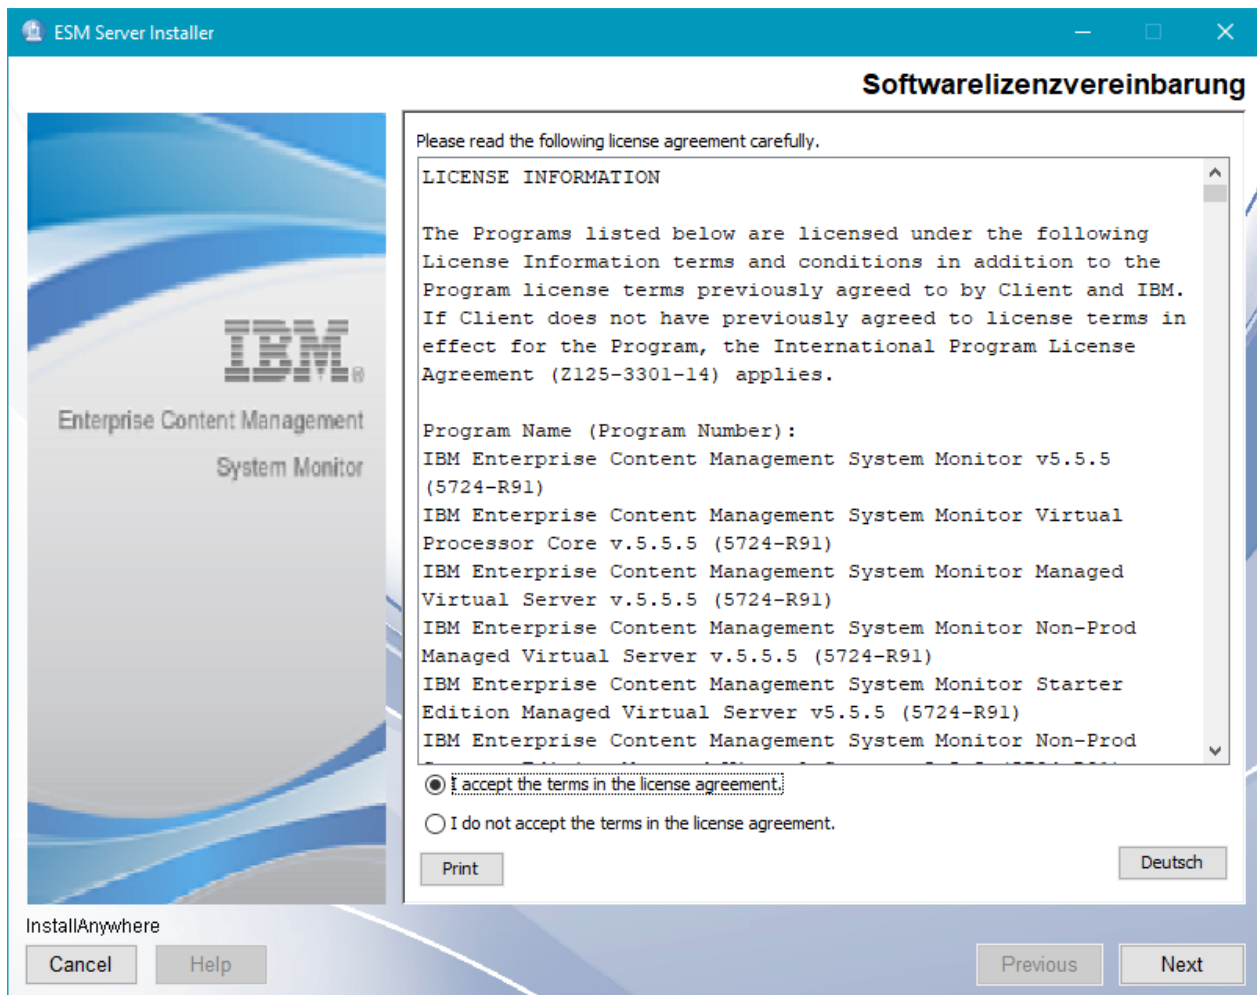 ESM Server Installer
Softwarelizenzvereinbarung
IBM®
Enterprise Content Management
System Monitor
Please read the following license agreement carefully.
LICENSE INFORMATION
The Programs listed below are licensed under the following
License Information terms and conditions in addition to the
Program license terms previously agreed to by Client and IBM.
If Client does not have previously agreed to license terms in
effect for the Program, the International Program License
Agreement (Z125-3301-14) applies.
Program Name (Program Number):
IBM Enterprise Content Management System Monitor v5.5.5
(5724-R91)
IBM Enterprise Content Management System Monitor Virtual
Processor Core v.5.5.5 (5724-R91)
IBM Enterprise Content Management System Monitor Managed
Virtual Server v.5.5.5 (5724-R91)
IBM Enterprise Content Management System Monitor Non-Prod
Managed Virtual Server v.5.5.5 (5724-R91)
IBM Enterprise Content Management System Monitor Starter
Edition Managed Virtual Server v5.5.5 (5724-R91)
IBM Enterprise Content Management System Monitor Non-Prod
I accept the terms in the license agreement.
I do not accept the terms in the license agreement.
Print
Deutsch
InstallAnywhere
Cancel
Help
Previous
Next